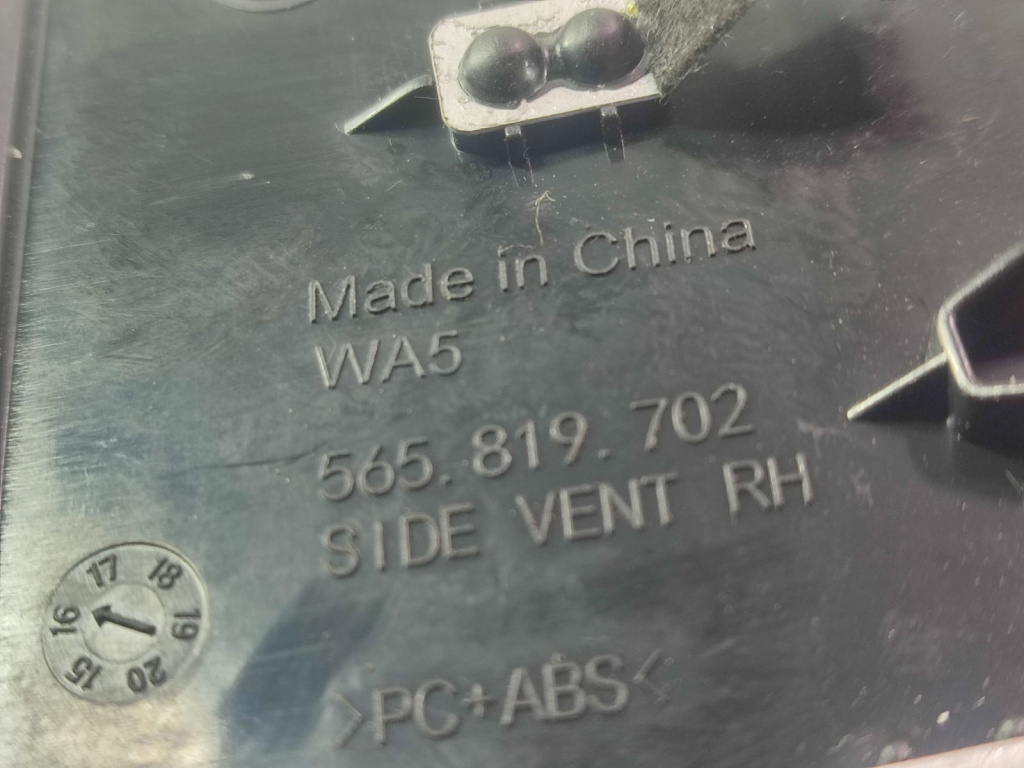 Made in China
WA5
565.819.702
SIDE VENT RH
15 16 17 18 19 20
>PC+ABS<